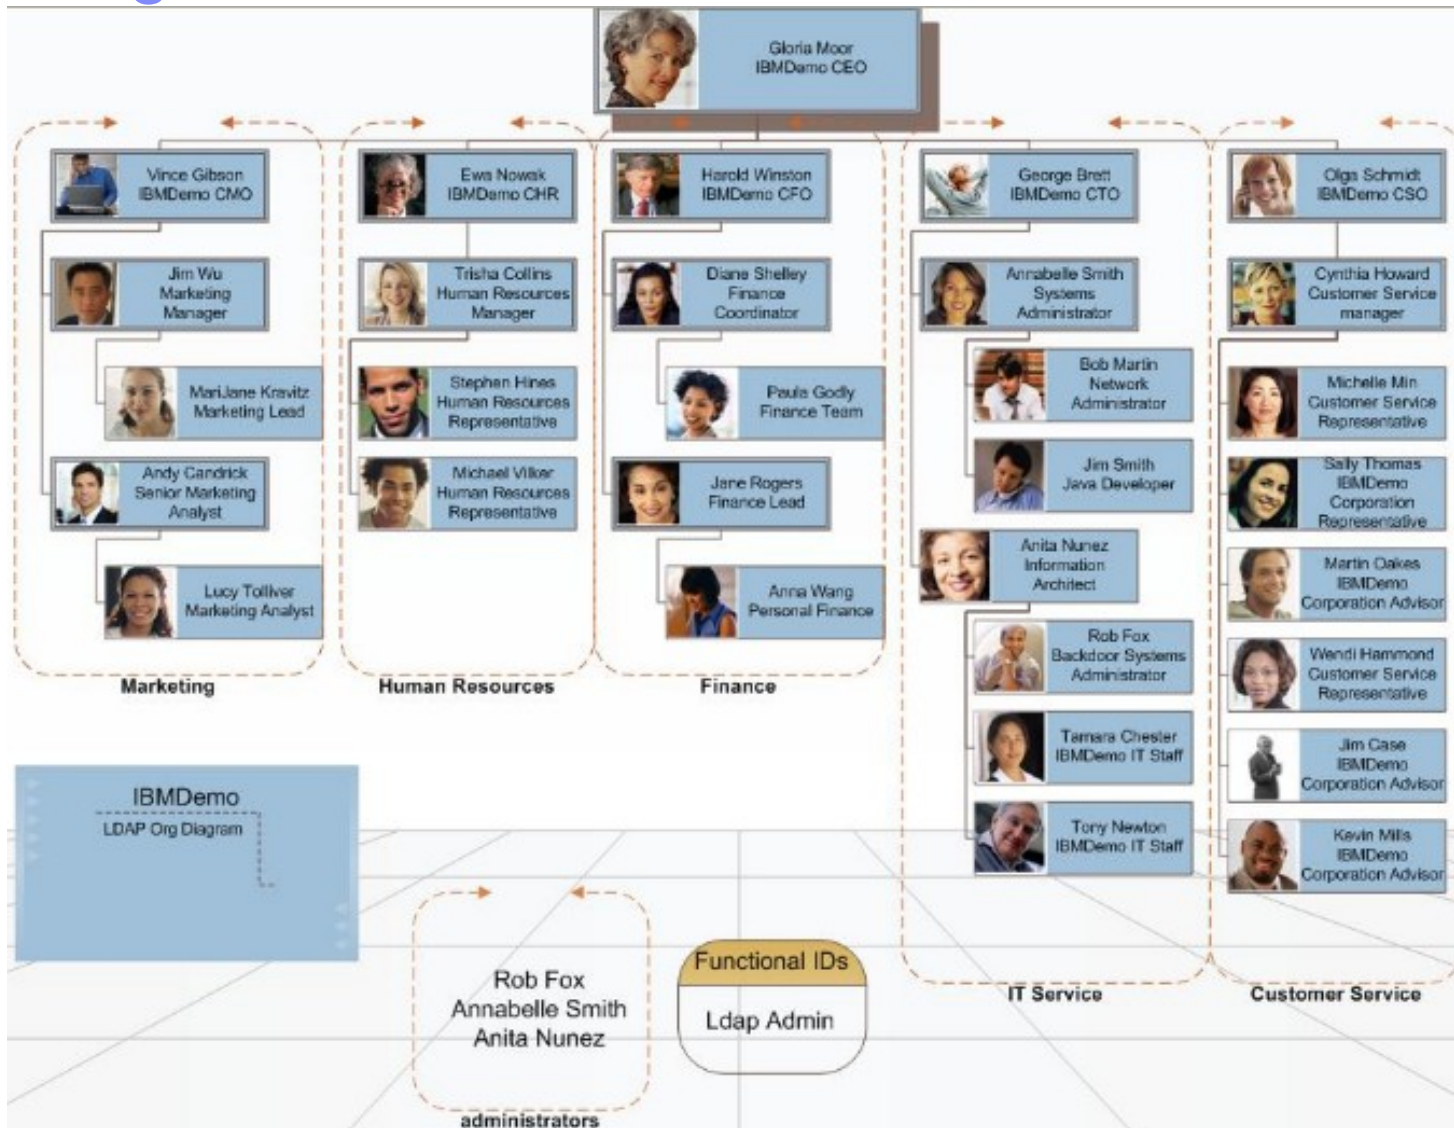 Gloria Moor
IBMDemo CEO
Vince Gibson
IBMDemo CMO
Ewa Nowak
IBMDemo CHR
Harold Winston
IBMDemo CFO
George Brett
IBMDemo CTO
Olga Schmidt
IBMDemo CSO
Jim Wu
Marketing
Manager
Trisha Collins
Human Resources
Manager
Diane Shelley
Finance
Coordinator
Annabelle Smith
Systems
Administrator
Cynthia Howard
Customer Service
manager
MariJane Kravitz
Marketing Lead
Stephen Hines
Human Resources
Representative
Paula Godly
Finance Team
Bob Martin
Network
Administrator
Michelle Min
Customer Service
Representative
Andy Candrick
Senior Marketing
Analyst
Michael Vilker
Human Resources
Representative
Jane Rogers
Finance Lead
Jim Smith
Java Developer
Sally Thomas
IBMDemo
Corporation
Representative
Lucy Tolliver
Marketing Analyst
Anna Wang
Personal Finance
Anita Nunez
Information
Architect
Martin Oakes
IBMDemo
Corporation Advisor
Rob Fox
Backdoor Systems
Administrator
Wendi Hammond
Customer Service
Representative
Marketing
Human Resources
Finance
Tamara Chester
IBMDemo IT Staff
Jim Case
IBMDemo
Corporation Advisor
Tony Newton
IBMDemo IT Staff
Kevin Mills
IBMDemo
Corporation Advisor
IBMDemo
LDAP Org Diagram
IT Service
Customer Service
Rob Fox
Annabelle Smith
Anita Nunez
administrators
Functional IDs
Ldap Admin